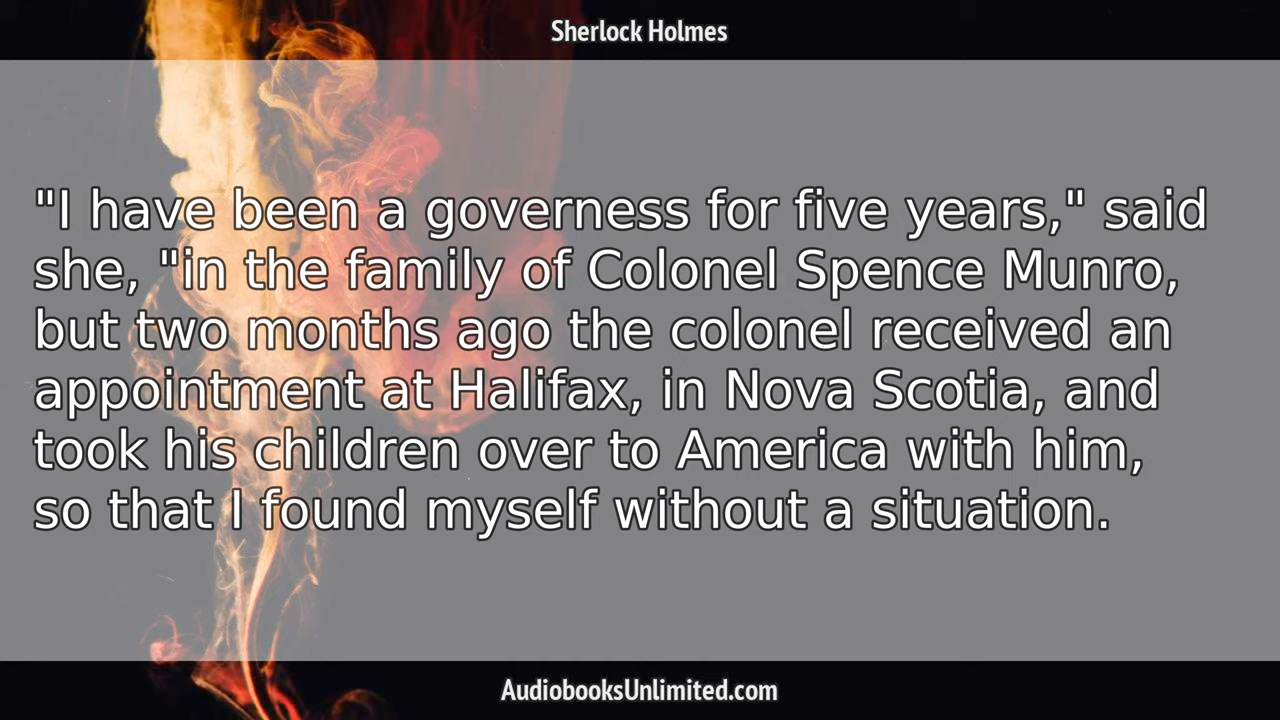 Sherlock Holmes
"I have been a governess for five years," said
she, "in the family of Colonel Spence Munro,
but two months ago the colonel received an
appointment at Halifax, in Nova Scotia, and
took his children over to America with him,
so that I found myself without a situation.
AudiobooksUnlimited.com